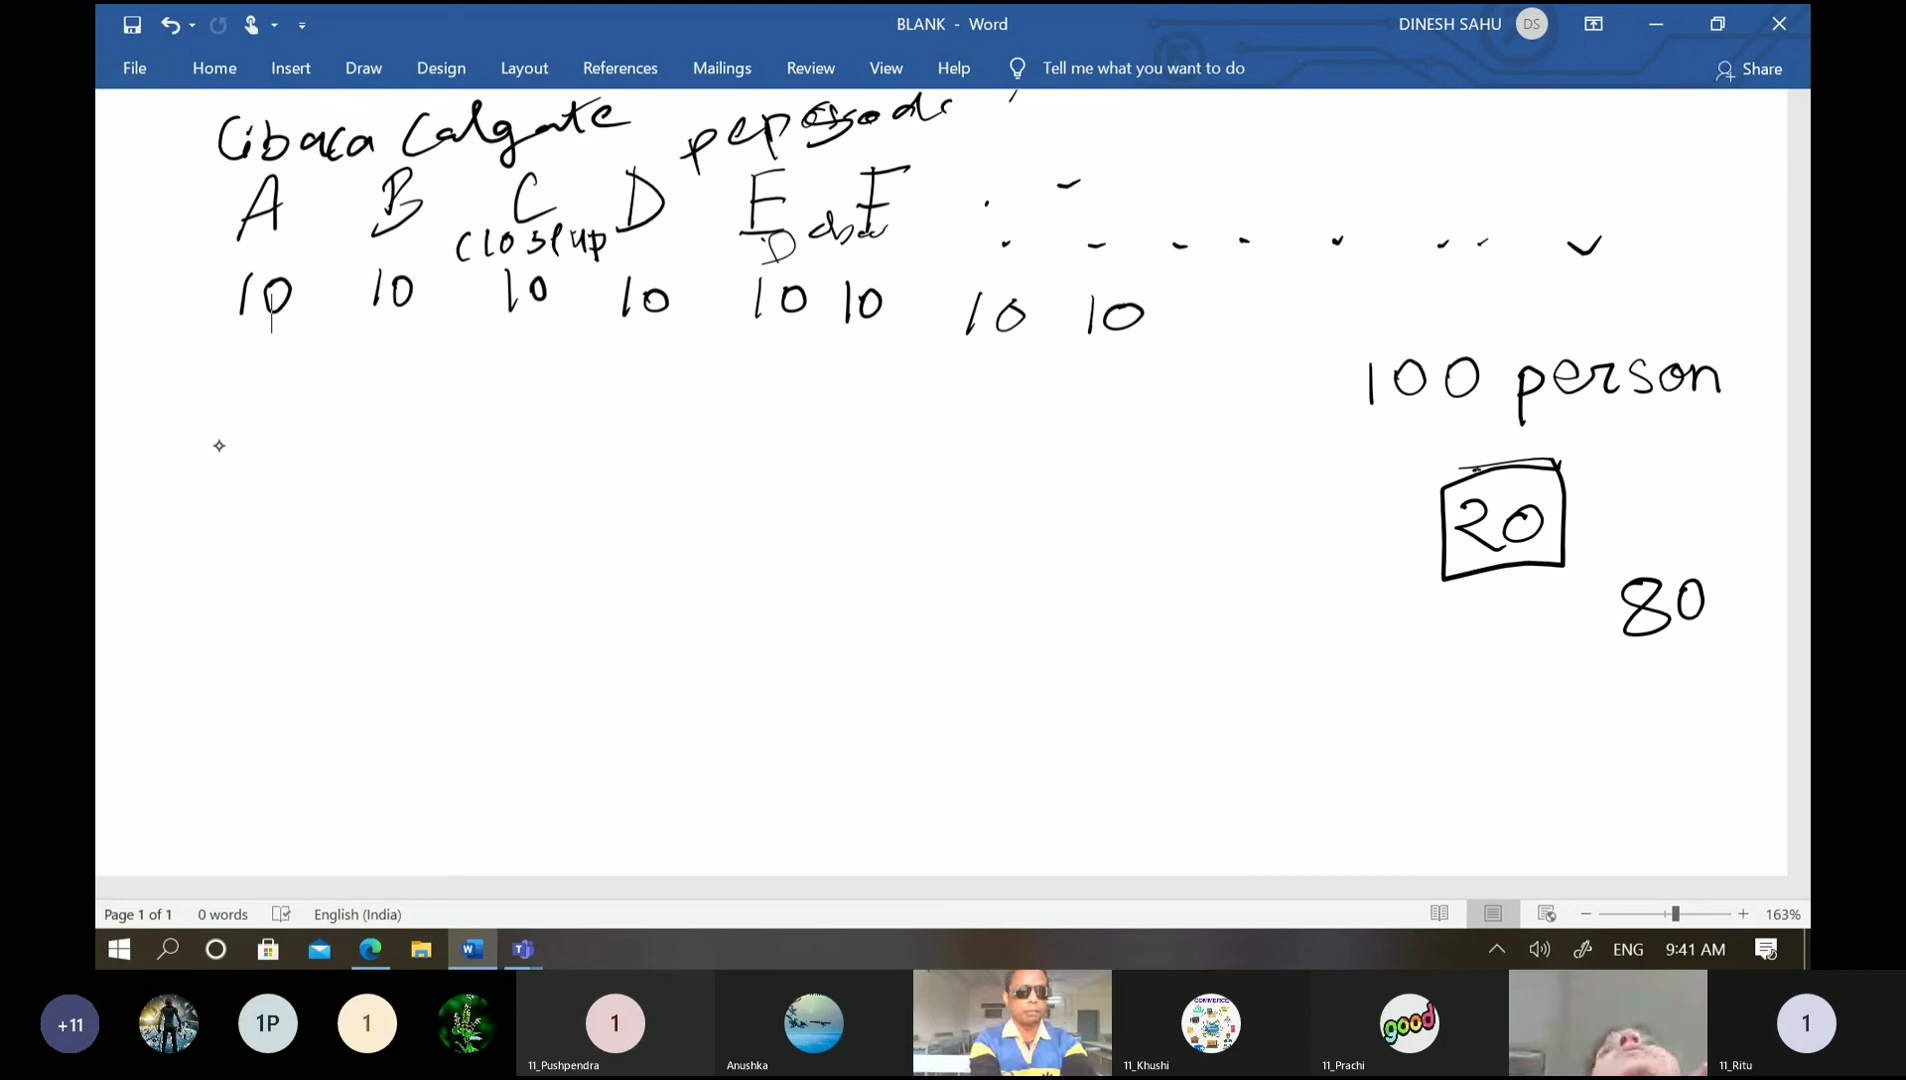 BLANK - Word
DINESH SAHU DS
File Home Insert Draw Design Layout References Mailings Review View Help Tell me what you want to do Share
Cibaca Calgate
A B C D E F
Closeup
10 10 10 10 10 10 10 10
100 person
20
80
Page 1 of 1 0 words English (India) 163%
ENG 9:41 AM
+11 1P 1 1 COMMERCE good 1
11_Pushpendra Anushka 11_Khushi 11_Prachi 11_Ritu